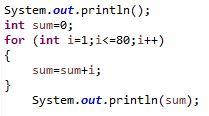 System.out.println();
int sum=0;
for (int i=1;i<=80;i++)
{
sum=sum+i;
}
System.out.println(sum);